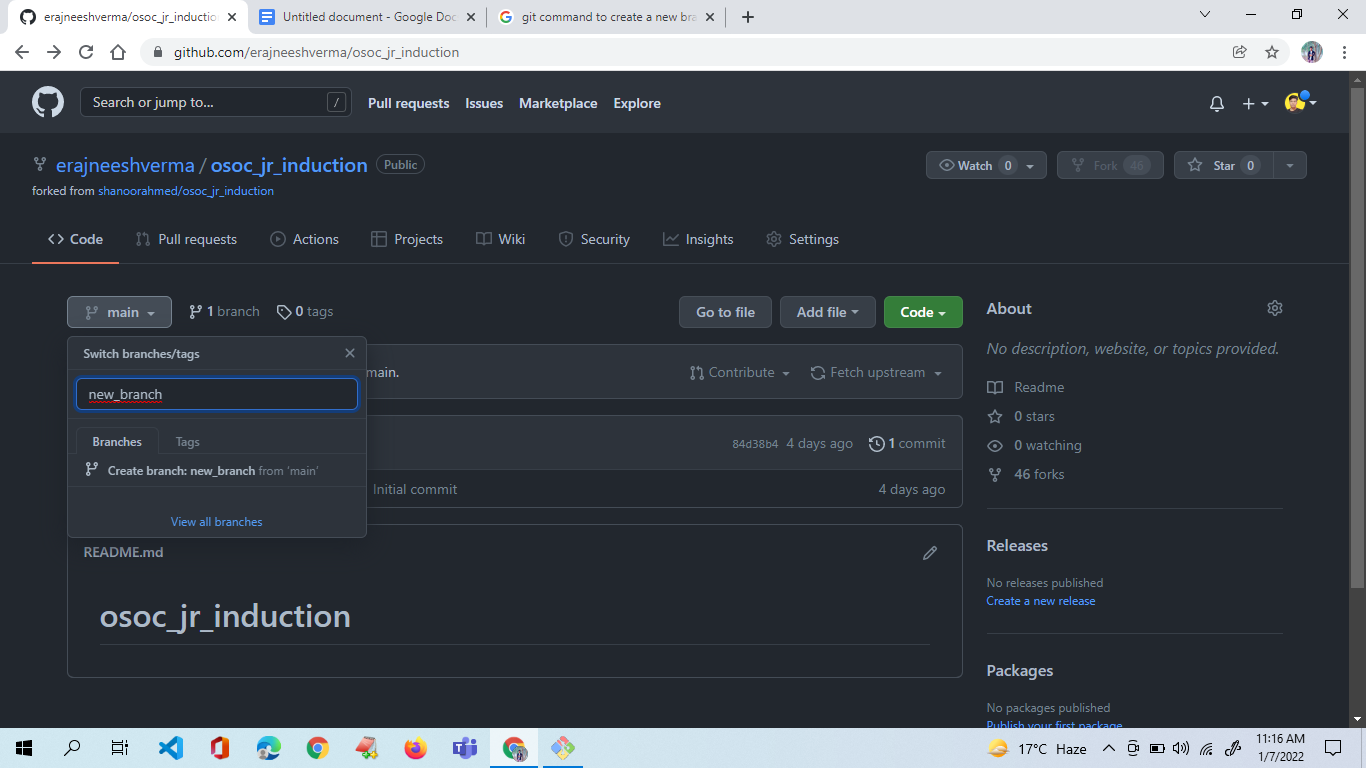 erajneeshverma/osoc_jr_inductio
Untitled document - Google Doc
git command to create a new bra
github.com/erajneeshverma/osoc_jr_induction
Search or jump to...
/
Pull requests
Issues
Marketplace
Explore
erajneeshverma / osoc_jr_induction
Public
Watch 0
Fork 46
Star 0
forked from shanoorahmed/osoc_jr_induction
<> Code
Pull requests
Actions
Projects
Wiki
Security
Insights
Settings
main
1 branch
0 tags
Go to file
Add file
Code
Switch branches/tags
new_branch
Branches
Tags
Create branch: new_branch from 'main'
View all branches
main.
Contribute
Fetch upstream
84d38b4 4 days ago
1 commit
Initial commit
4 days ago
README.md
osoc_jr_induction
About
No description, website, or topics provided.
Readme
0 stars
0 watching
46 forks
Releases
No releases published
Create a new release
Packages
No packages published
Publish your first package
17°C Haze
11:16 AM
1/7/2022